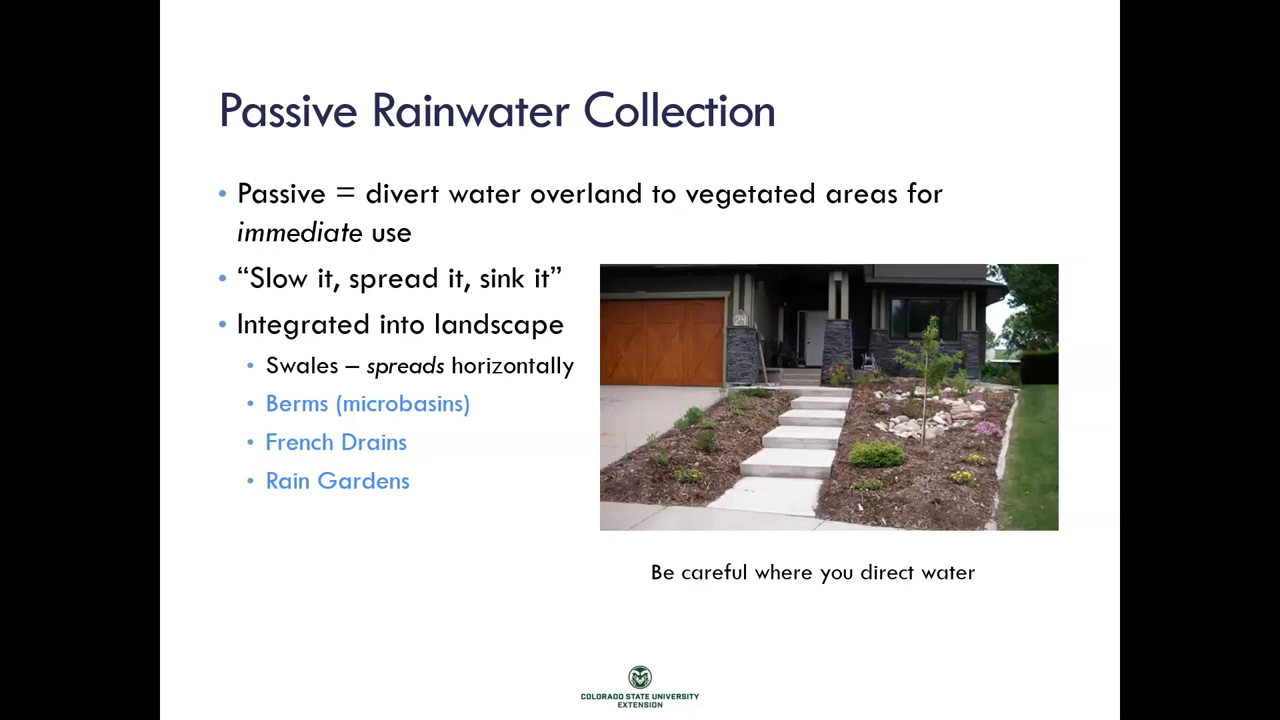 Passive Rainwater Collection
• Passive = divert water overland to vegetated areas for
immediate use
• “Slow it, spread it, sink it”
• Integrated into landscape
• Swales – spreads horizontally
• Berms (microbasins)
• French Drains
• Rain Gardens
24
Be careful where you direct water
COLORADO STATE UNIVERSITY
EXTENSION